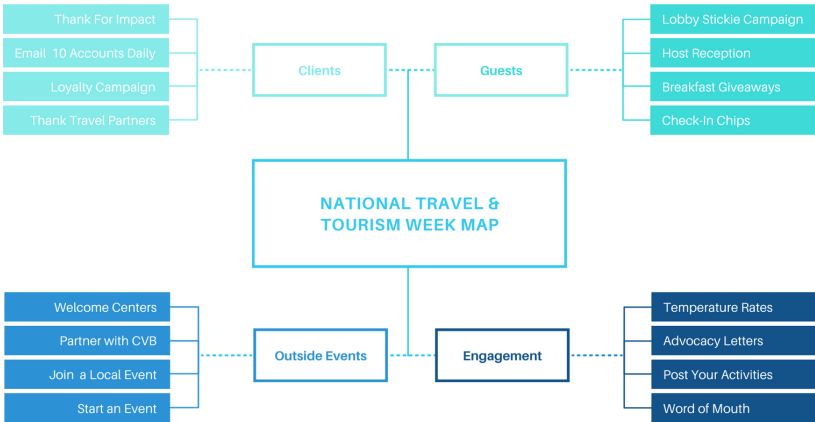 Thank For Impact
Email 10 Accounts Daily
Loyalty Campaign
Thank Travel Partners
Clients
Guests
Lobby Stickie Campaign
Host Reception
Breakfast Giveaways
Check-In Chips
NATIONAL TRAVEL &
TOURISM WEEK MAP
Welcome Centers
Partner with CVB
Join a Local Event
Start an Event
Outside Events
Engagement
Temperature Rates
Advocacy Letters
Post Your Activities
Word of Mouth